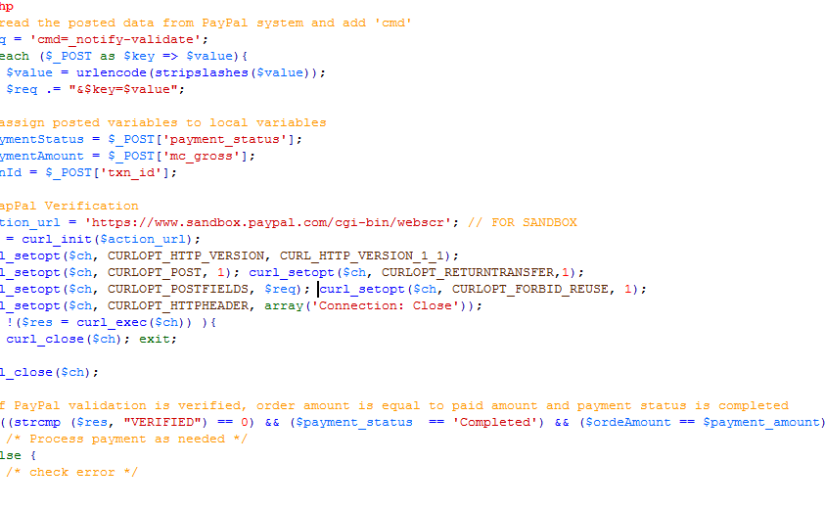 hp
read the posted data from PayPal system and add 'cmd'
q = 'cmd=_notify-validate';
each ($_POST as $key => $value){
$value = urlencode(stripslashes($value));
$req .= "&$key=$value";
assign posted variables to local variables
ymentStatus = $_POST['payment_status'];
ymentAmount = $_POST['mc_gross'];
nId = $_POST['txn_id'];
apPal Verification
tion_url = 'https://www.sandbox.paypal.com/cgi-bin/webscr'; // FOR SANDBOX
= curl_init($action_url);
l_setopt($ch, CURLOPT_HTTP_VERSION, CURL_HTTP_VERSION_1_1);
l_setopt($ch, CURLOPT_POST, 1); curl_setopt($ch, CURLOPT_RETURNTRANSFER,1);
l_setopt($ch, CURLOPT_POSTFIELDS, $req); curl_setopt($ch, CURLOPT_FORBID_REUSE, 1);
l_setopt($ch, CURLOPT_HTTPHEADER, array('Connection: Close'));
!($res = curl_exec($ch)) ){
curl_close($ch); exit;
l_close($ch);
f PayPal validation is verified, order amount is equal to paid amount and payment status is completed
((strcmp ($res, "VERIFIED") == 0) && ($payment_status == 'Completed') && ($ordeAmount == $payment_amount)
/* Process payment as needed */
lse {
/* check error */